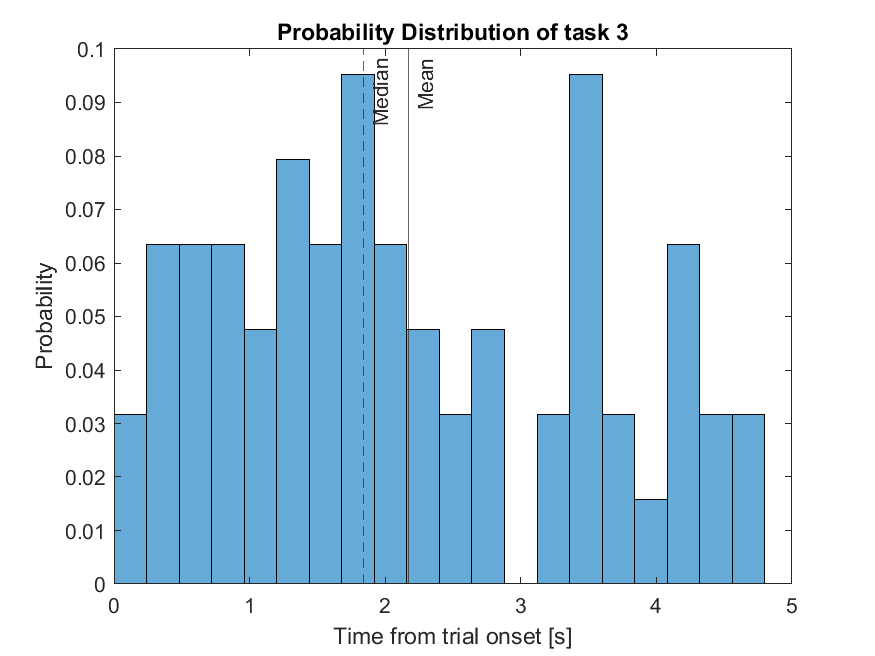 Probability Distribution of task 3
0.1
0.09
0.08
0.07
0.06
0.05
0.04
0.03
0.02
0.01
0
Probability
Median
Mean
0 1 2 3 4 5
Time from trial onset [s]